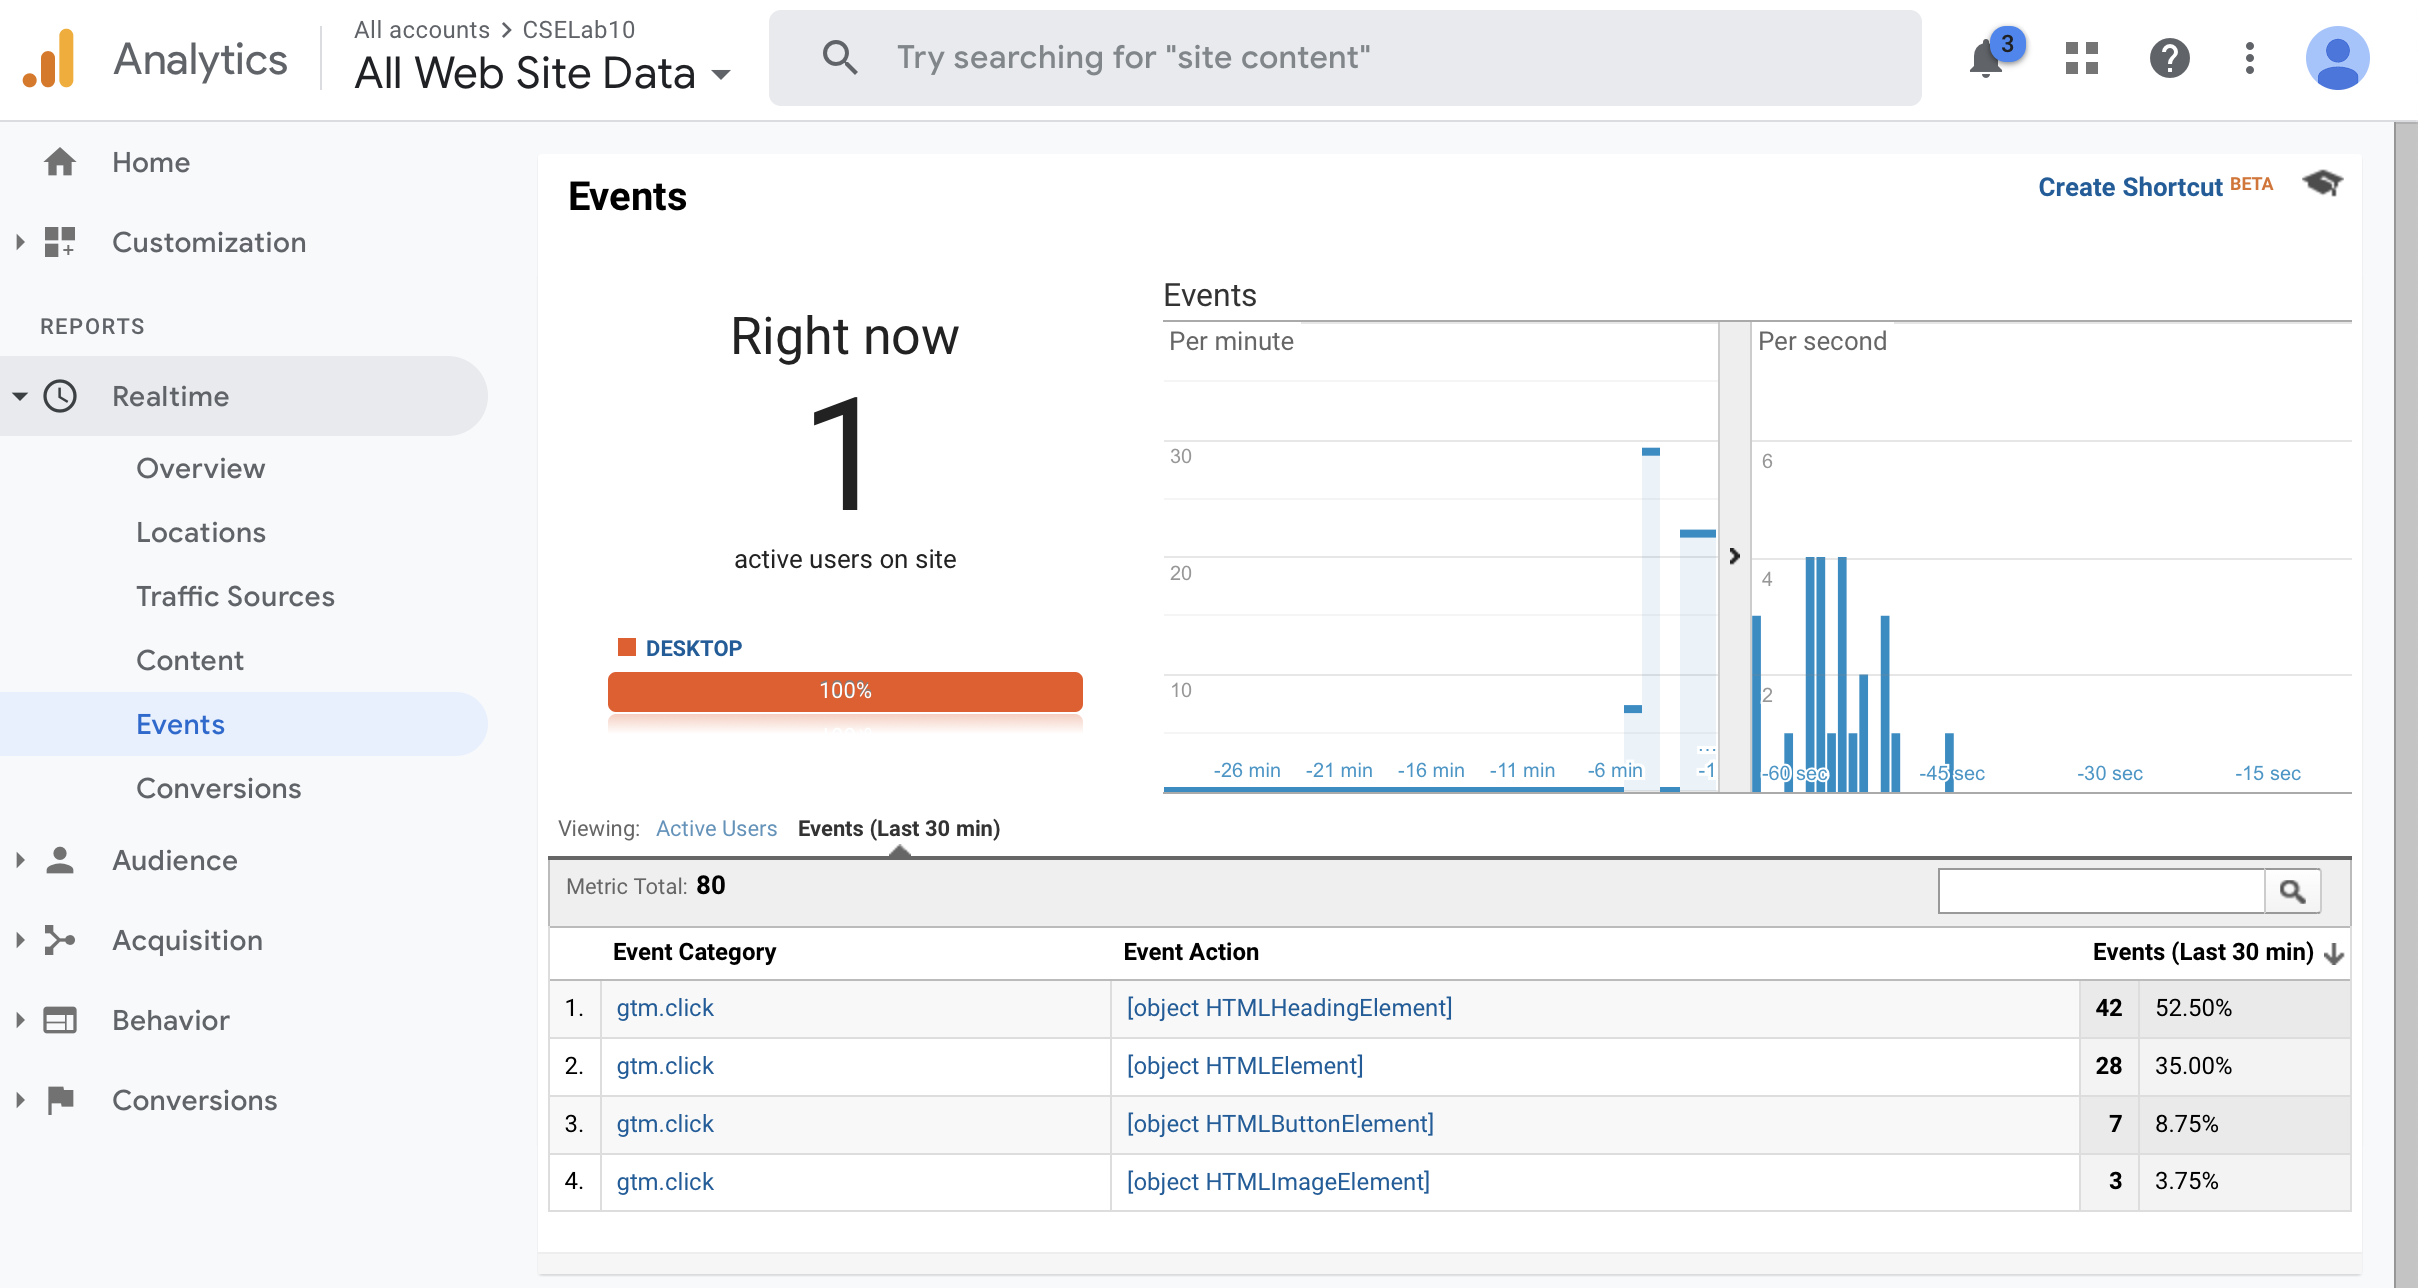 Analytics
All accounts > CSELab10
All Web Site Data
Try searching for "site content"
3
Home
Customization
REPORTS
Realtime
Overview
Locations
Traffic Sources
Content
Events
Conversions
Audience
Acquisition
Behavior
Conversions
Events
Create Shortcut BETA
Right now
1
active users on site
DESKTOP
100%
Events
Per minute
30
20
10
-26 min -21 min -16 min -11 min -6 min -1
...
Per second
6
4
2
-60 sec -45 sec -30 sec -15 sec
Viewing: Active Users Events (Last 30 min)
Metric Total: 80
Event Category Event Action Events (Last 30 min)
1. gtm.click [object HTMLHeadingElement] 42 52.50%
2. gtm.click [object HTMLElement] 28 35.00%
3. gtm.click [object HTMLButtonElement] 7 8.75%
4. gtm.click [object HTMLImageElement] 3 3.75%